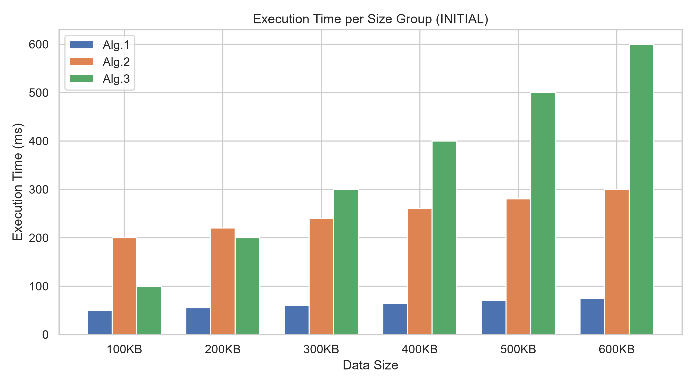 Execution Time per Size Group (INITIAL)
Alg.1
Alg.2
Alg.3
Execution Time (ms)
600
500
400
300
200
100
0
100KB 200KB 300KB 400KB 500KB 600KB
Data Size